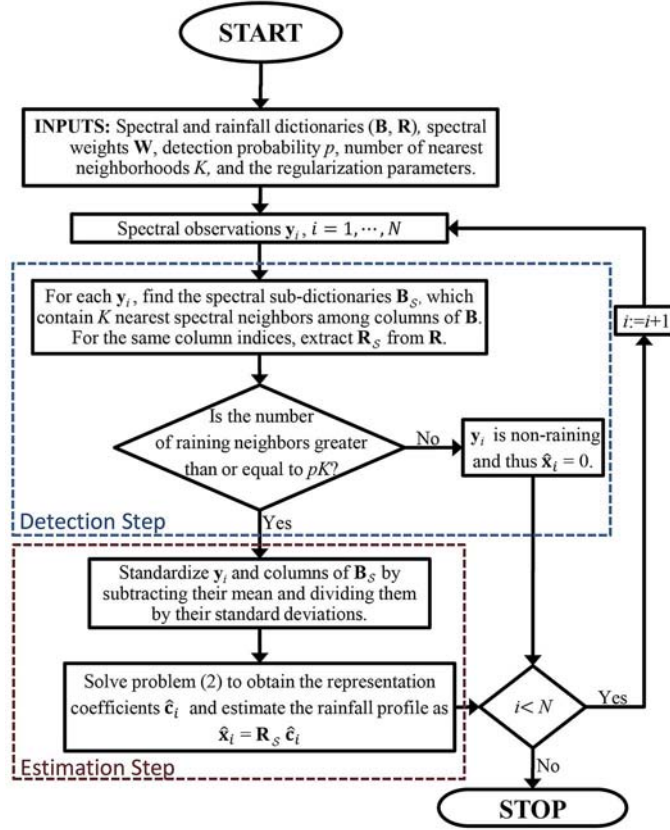 START
INPUTS: Spectral and rainfall dictionaries (B, R), spectral
weights W, detection probability p, number of nearest
neighborhoods K, and the regularization parameters.
Spectral observations yᵢ, i = 1, ⋯, N
For each yᵢ, find the spectral sub-dictionaries B_S, which
contain K nearest spectral neighbors among columns of B.
For the same column indices, extract R_S from R.
i:=i+1
Is the number
of raining neighbors greater
than or equal to pK?
No
yᵢ is non-raining
and thus x̂ᵢ = 0.
Detection Step
Yes
Standardize yᵢ and columns of B_S by
subtracting their mean and dividing them
by their standard deviations.
Solve problem (2) to obtain the representation
coefficients ĉᵢ and estimate the rainfall profile as
x̂ᵢ = R_S ĉᵢ
i< N
Yes
Estimation Step
No
STOP